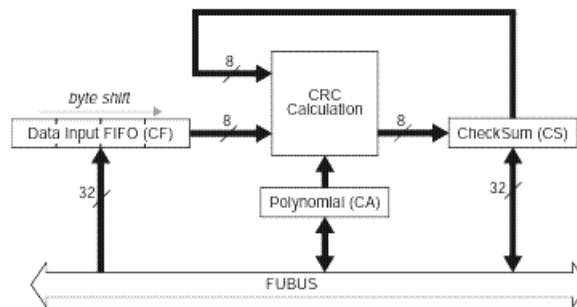 8
CRC
Calculation
byte shift
Data Input FIFO (CF)
8
8
CheckSum (CS)
32
Polynomial (CA)
32
FUBUS